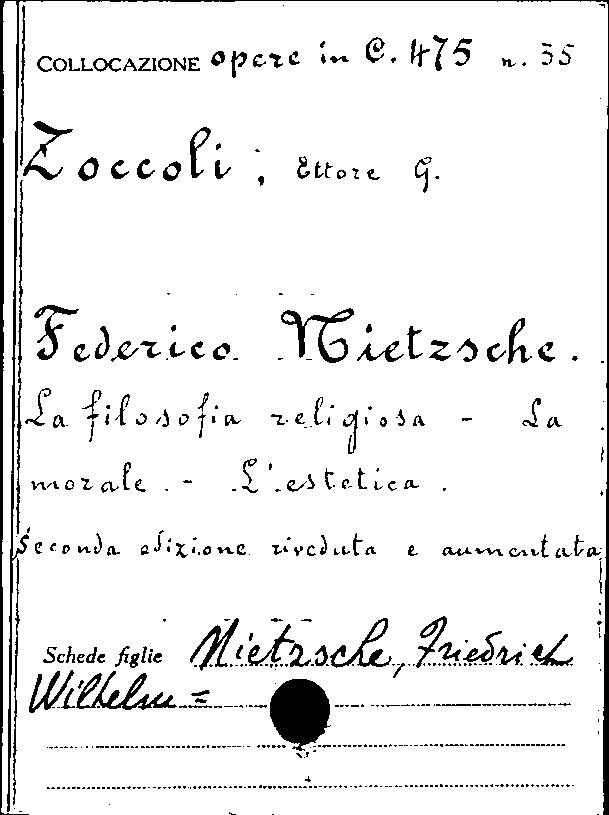 COLLOCAZIONE opere in C. 475 n. 35
Zoccoli, Ettore G.
Federico Nietzsche.
La filosofia religiosa - La
morale. - L'estetica.
Seconda edizione riveduta e aumentata
Schede figlie Nietzsche, Friedrich
Wilhelm =